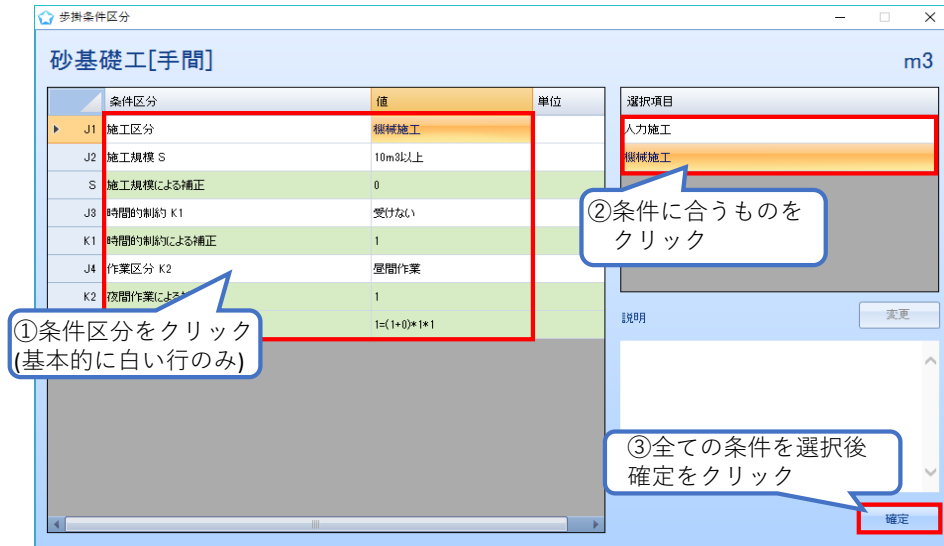 歩掛条件区分
砂基礎工[手間]
m3
条件区分 値 単位
J1 施工区分 機械施工
J2 施工規模 S 10m3以上
S 施工規模による補正 0
J3 時間的制約 K1 受けない
K1 時間的制約による補正 1
J4 作業区分 K2 昼間作業
K2 夜間作業によ 1
1=(1+0)*1*1
①条件区分をクリック
(基本的に白い行のみ)
選択項目
人力施工
機械施工
②条件に合うものを
クリック
説明
変更
③全ての条件を選択後
確定をクリック
確定